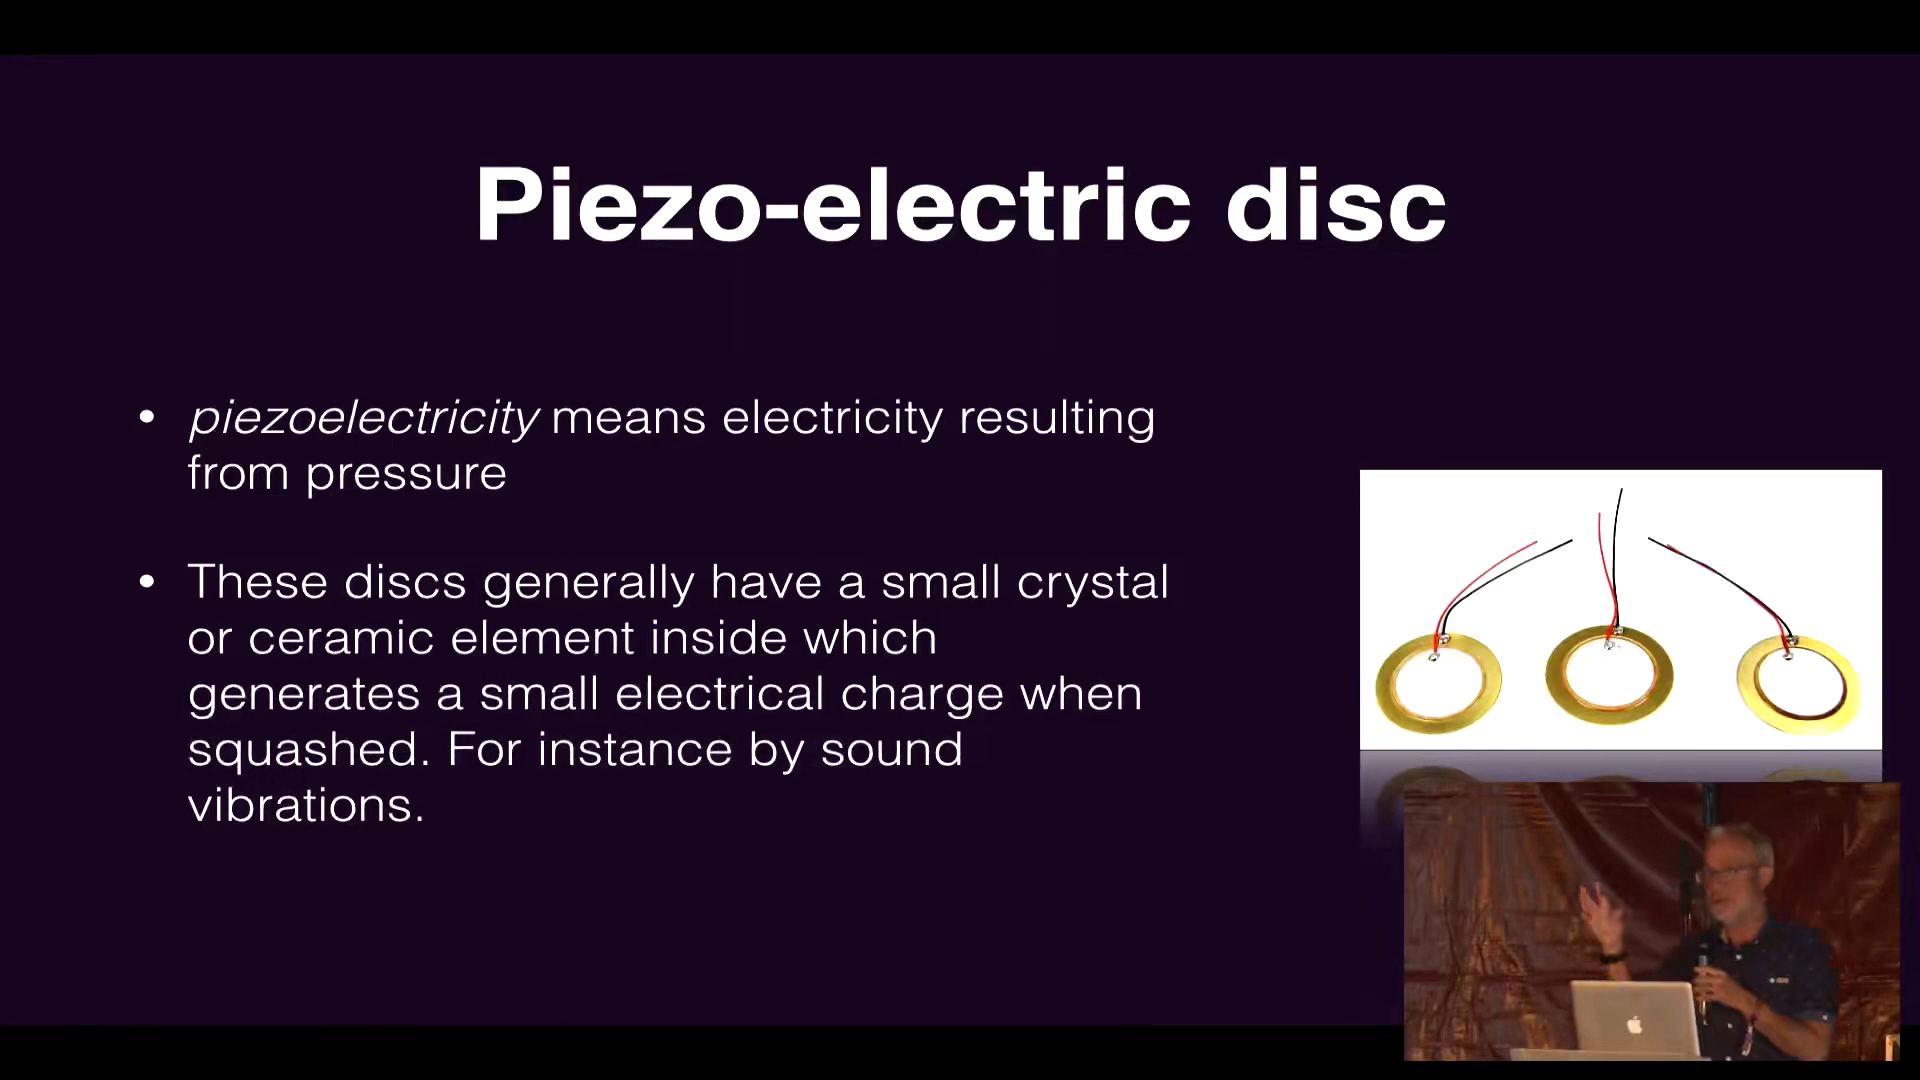 Piezo-electric disc
• piezoelectricity means electricity resulting
from pressure
• These discs generally have a small crystal
or ceramic element inside which
generates a small electrical charge when
squashed. For instance by sound
vibrations.